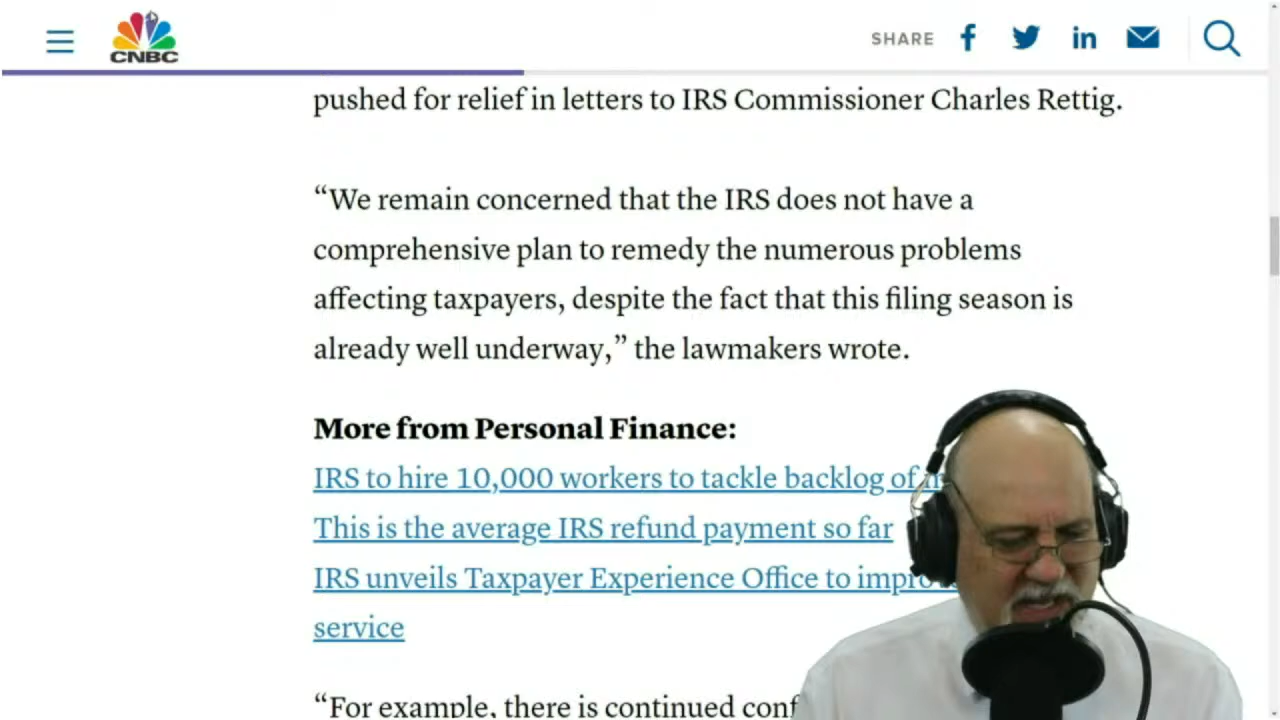 CNBC
SHARE
pushed for relief in letters to IRS Commissioner Charles Rettig.
“We remain concerned that the IRS does not have a
comprehensive plan to remedy the numerous problems
affecting taxpayers, despite the fact that this filing season is
already well underway,” the lawmakers wrote.
More from Personal Finance:
IRS to hire 10,000 workers to tackle backlog of
This is the average IRS refund payment so far
IRS unveils Taxpayer Experience Office to
service
“For example, there is continued